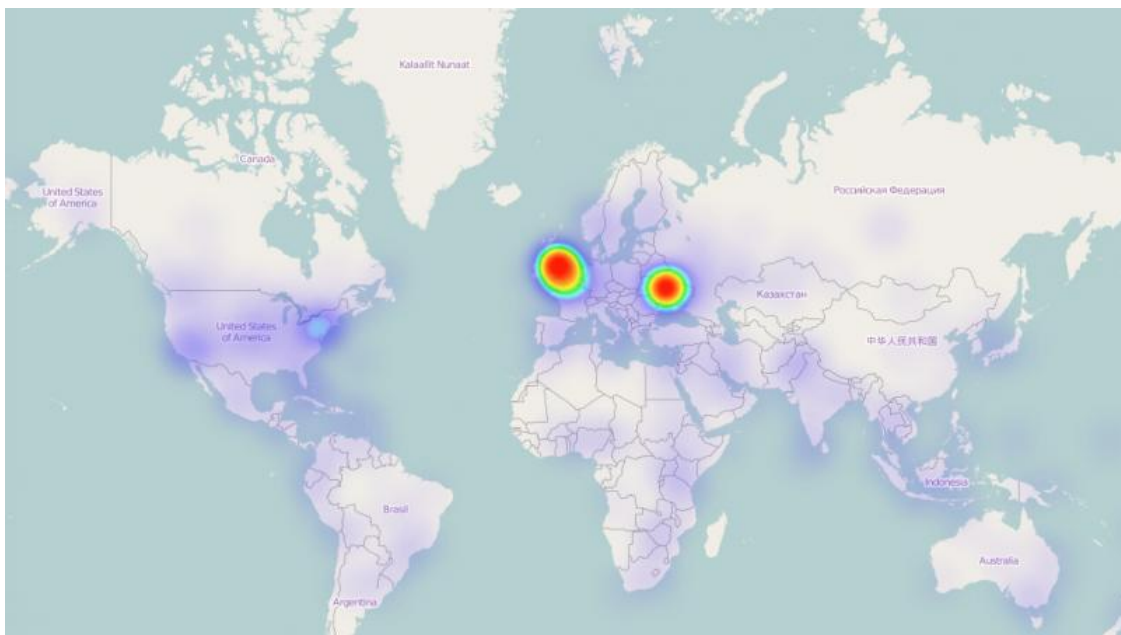 Kalaallit Nunaat
Canada
United States
of America
Российская Федерация
United States
of America
Казахстан
中华人民共和国
Indonesia
Brasil
Australia
Argentina